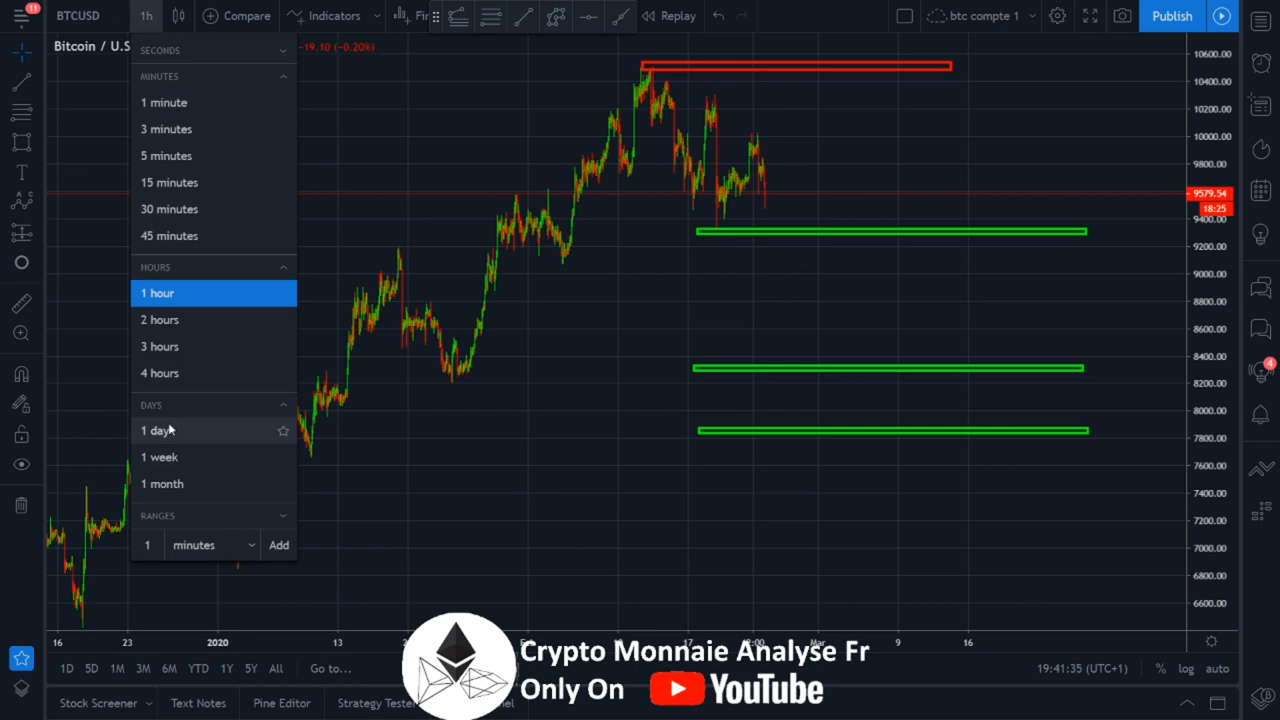 11
BTCUSD
1h
Compare
Indicators
Replay
btc compte 1
Publish
Bitcoin / U.S
-19.10 (-0.20%)
SECONDS
MINUTES
1 minute
3 minutes
5 minutes
15 minutes
30 minutes
45 minutes
HOURS
1 hour
2 hours
3 hours
4 hours
DAYS
1 day
1 week
1 month
RANGES
1
minutes
Add
10600.00
10400.00
10200.00
10000.00
9800.00
9579.54
18:25
9400.00
9200.00
9000.00
8800.00
8600.00
8400.00
8200.00
8000.00
7800.00
7600.00
7400.00
7200.00
7000.00
6800.00
6600.00
4
16
23
2020
13
17
12:00
Mar
9
16
1D
5D
1M
3M
6M
YTD
1Y
5Y
All
Go to...
19:41:35 (UTC+1)
%
log
auto
Crypto Monnaie Analyse Fr
Only On
YouTube
Stock Screener
Text Notes
Pine Editor
Strategy Tester